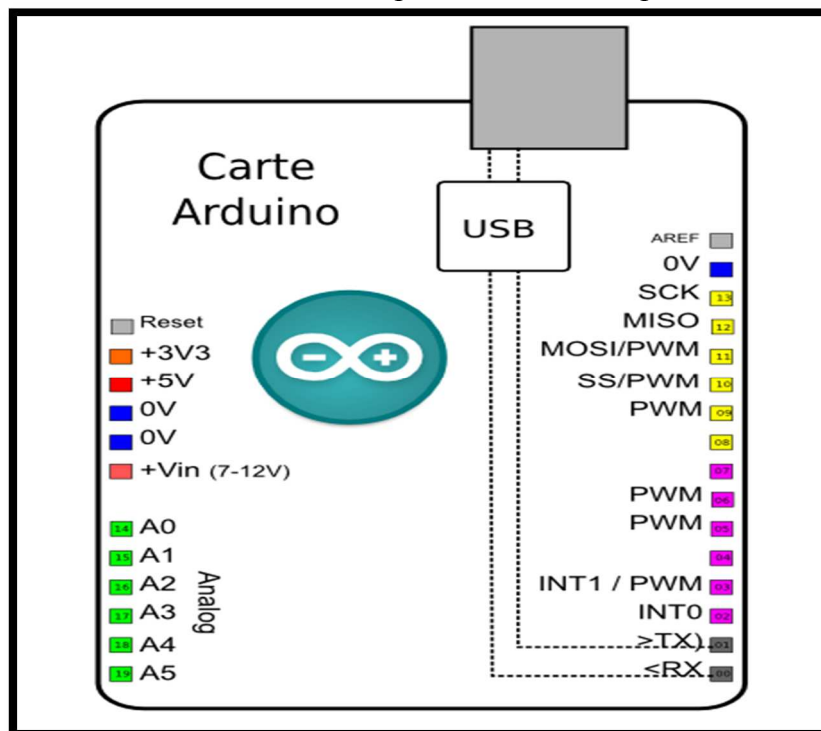 Carte
Arduino
USB
AREF
0V
SCK 13
MISO 12
MOSI/PWM 11
SS/PWM 10
PWM 09
08
07
PWM 06
PWM 05
04
INT1 / PWM 03
INT0 02
>TX) 01
<RX 00
Reset
+3V3
+5V
0V
0V
+Vin (7-12V)
14 A0
15 A1
16 A2
17 A3
18 A4
19 A5
Analog